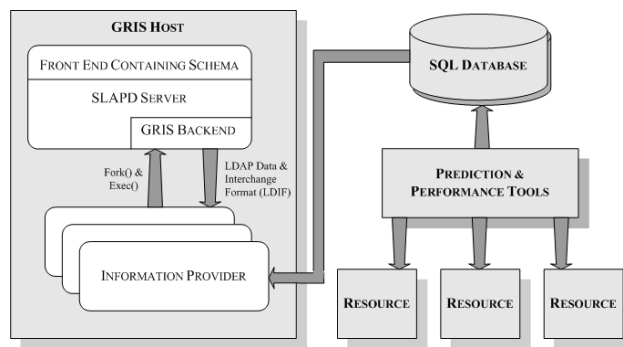 GRIS HOST
FRONT END CONTAINING SCHEMA
SLAPD SERVER
GRIS BACKEND
Fork() &
Exec()
LDAP Data &
Interchange
Format (LDIF)
INFORMATION PROVIDER
SQL DATABASE
PREDICTION &
PERFORMANCE TOOLS
RESOURCE
RESOURCE
RESOURCE